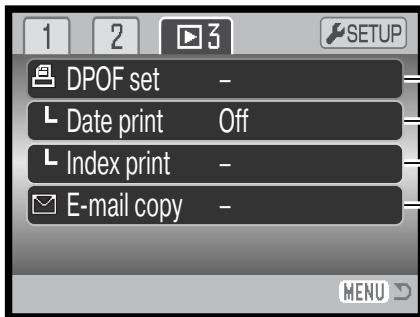 1 2 3 SETUP
DPOF set –
Date print Off
Index print –
E-mail copy –
MENU